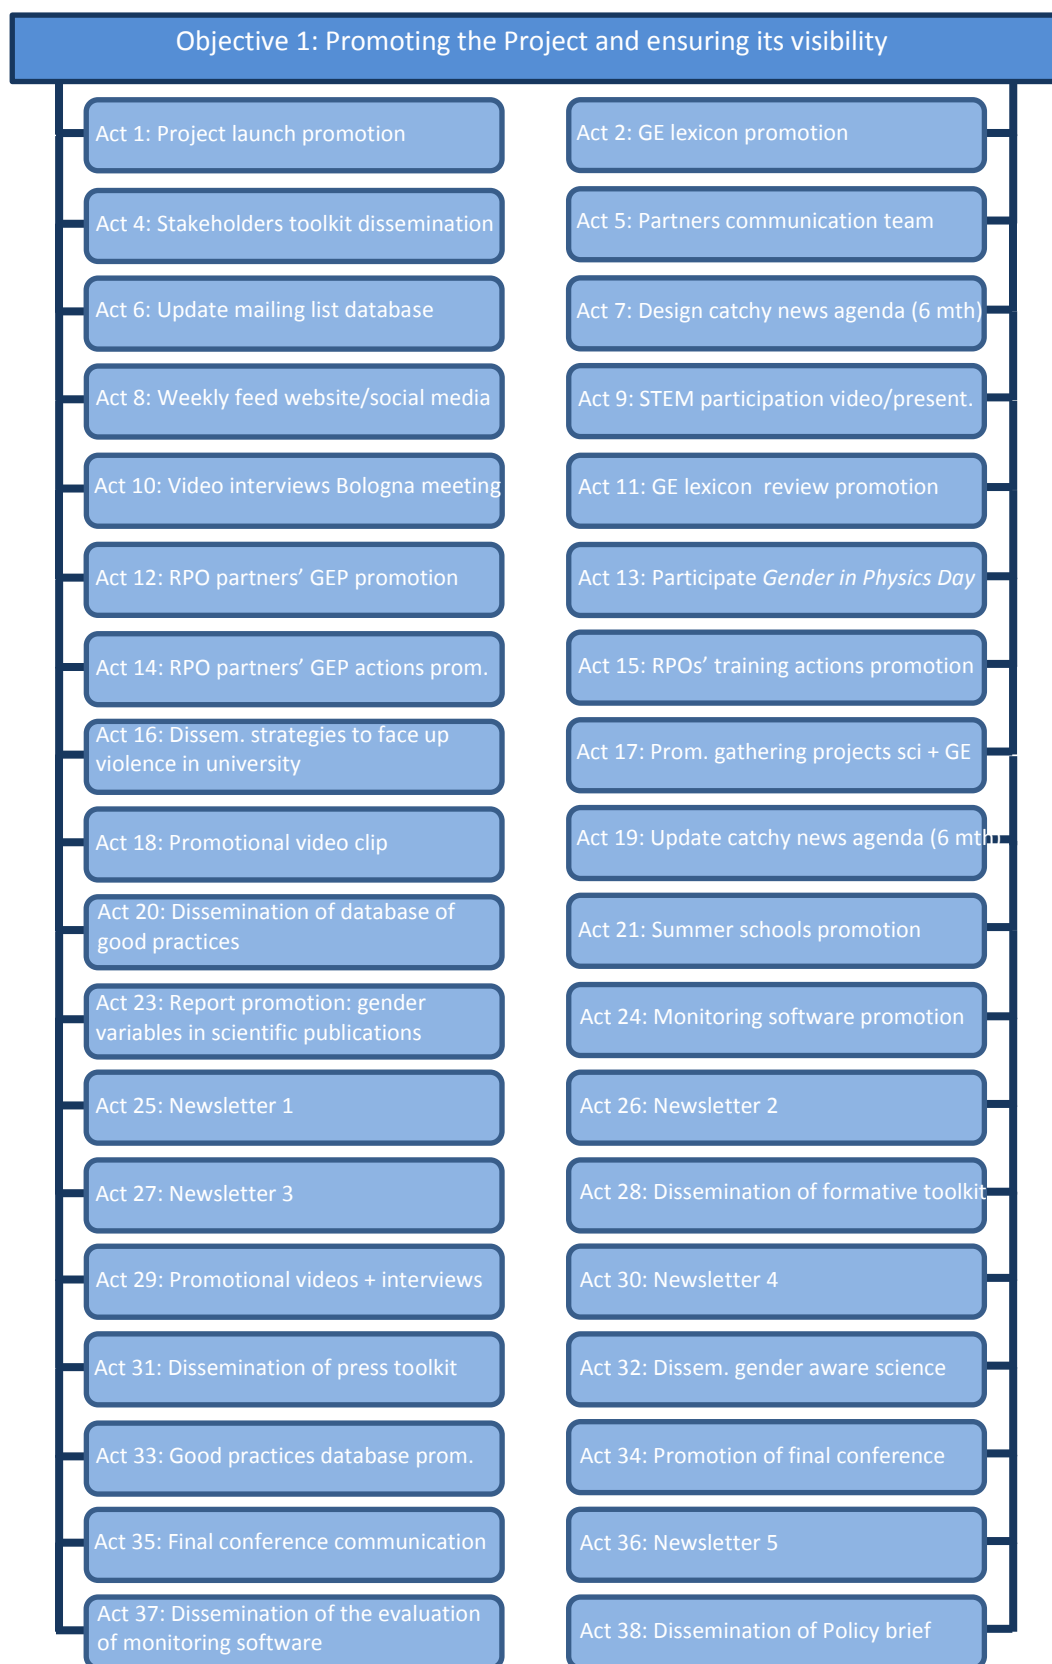 Objective 1: Promoting the Project and ensuring its visibility
Act 1: Project launch promotion
Act 2: GE lexicon promotion
Act 4: Stakeholders toolkit dissemination
Act 5: Partners communication team
Act 6: Update mailing list database
Act 7: Design catchy news agenda (6 mth)
Act 8: Weekly feed website/social media
Act 9: STEM participation video/present.
Act 10: Video interviews Bologna meeting
Act 11: GE lexicon  review promotion
Act 12: RPO partners’ GEP promotion
Act 13: Participate Gender in Physics Day
Act 14: RPO partners’ GEP actions prom.
Act 15: RPOs’ training actions promotion
Act 16: Dissem. strategies to face up
violence in university
Act 17: Prom. gathering projects sci + GE
Act 18: Promotional video clip
Act 19: Update catchy news agenda (6 mth)
Act 20: Dissemination of database of
good practices
Act 21: Summer schools promotion
Act 23: Report promotion: gender
variables in scientific publications
Act 24: Monitoring software promotion
Act 25: Newsletter 1
Act 26: Newsletter 2
Act 27: Newsletter 3
Act 28: Dissemination of formative toolkit
Act 29: Promotional videos + interviews
Act 30: Newsletter 4
Act 31: Dissemination of press toolkit
Act 32: Dissem. gender aware science
Act 33: Good practices database prom.
Act 34: Promotion of final conference
Act 35: Final conference communication
Act 36: Newsletter 5
Act 37: Dissemination of the evaluation
of monitoring software
Act 38: Dissemination of Policy brief